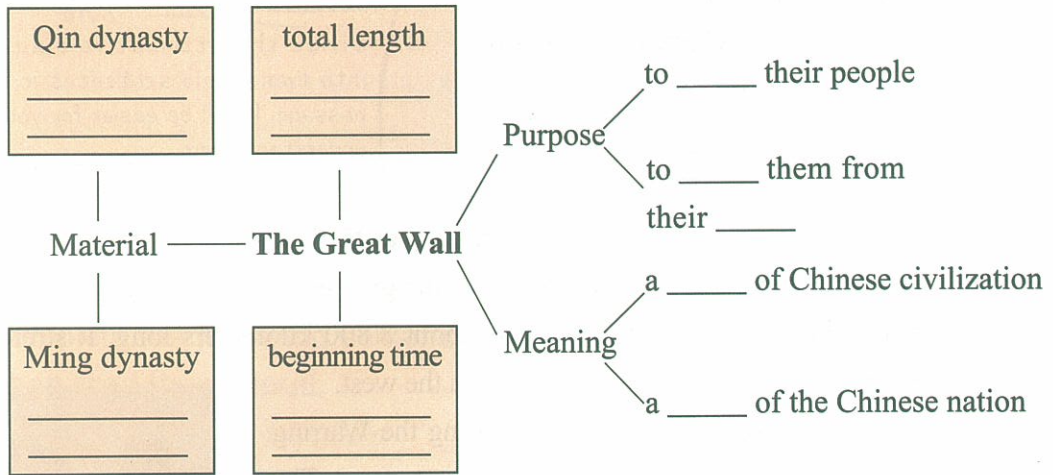 Qin dynasty
total length
to _____ their people
Purpose
to _____ them from
their _____
Material
The Great Wall
a _____ of Chinese civilization
Meaning
Ming dynasty
beginning time
a _____ of the Chinese nation